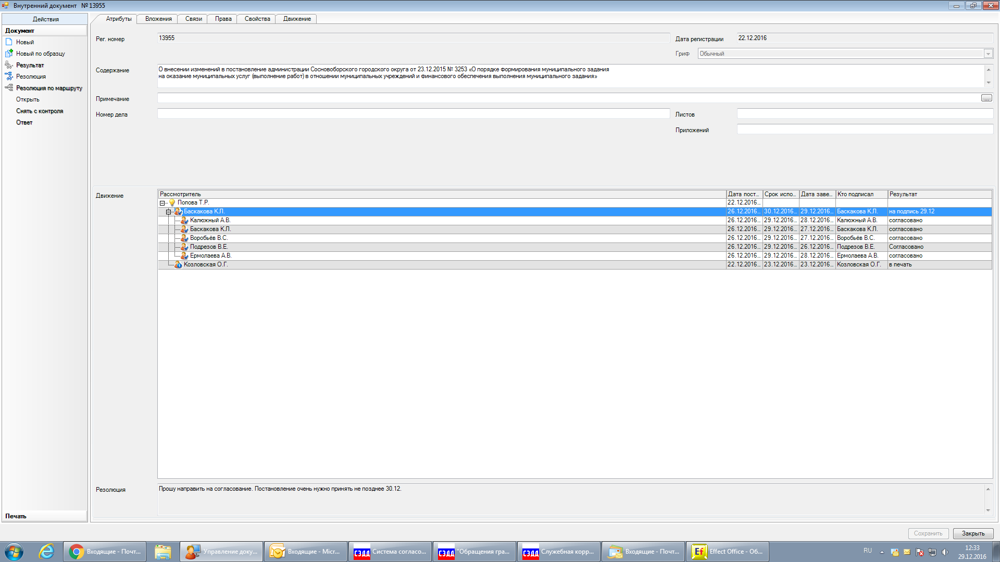 Внутренний документ № 13955
Действия
Документ
Новый
Новый по образцу
Результат
Резолюция
Резолюция по маршруту
Открыть
Снять с контроля
Ответ
Печать
Атрибуты Вложения Связи Права Свойства Движение
Рег. номер 13955 Дата регистрации 22.12.2016
Гриф Обычный
Содержание О внесении изменений в постановление администрации Сосновоборского городского округа от 23.12.2015 № 3253 «О порядке формирования муниципального задания
на оказание муниципальных услуг (выполнение работ) в отношении муниципальных учреждений и финансового обеспечения выполнения муниципального задания»
Примечание ...
Номер дела Листов
Приложений
Движение
Рассмотритель Дата пост... Срок испо... Дата заве... Кто подписал Результат
Попова Т.Р. 22.12.2016...
Баскакова К.Л. 26.12.2016... 30.12.2016... 29.12.2016... Баскакова К.Л. на подпись 29.12
Калюжный А.В. 26.12.2016... 29.12.2016... 28.12.2016... Калюжный А.В. согласовано
Баскакова К.Л. 26.12.2016... 29.12.2016... 27.12.2016... Баскакова К.Л. согласовано
Воробьёв В.С. 26.12.2016... 29.12.2016... 27.12.2016... Воробьёв В.С. согласовано
Подрезов В.Е. 26.12.2016... 29.12.2016... 26.12.2016... Подрезов В.Е. Согласовано
Ермолаева А.В. 26.12.2016... 29.12.2016... 28.12.2016... Ермолаева А.В. согласовано
Козловская О.Г. 22.12.2016... 23.12.2016... 23.12.2016... Козловская О.Г. в печать
Резолюция Прошу направить на согласование. Постановление очень нужно принять не позднее 30.12.
Сохранить Закрыть
Входящие - Почт... Управление доку... Входящие - Micr... СЭДД Система согласо... СЭДД "Обращения гра... СЭДД Служебная корр... Входящие - Почт... Ef Effect Office - Об... RU 12:33
29.12.2016